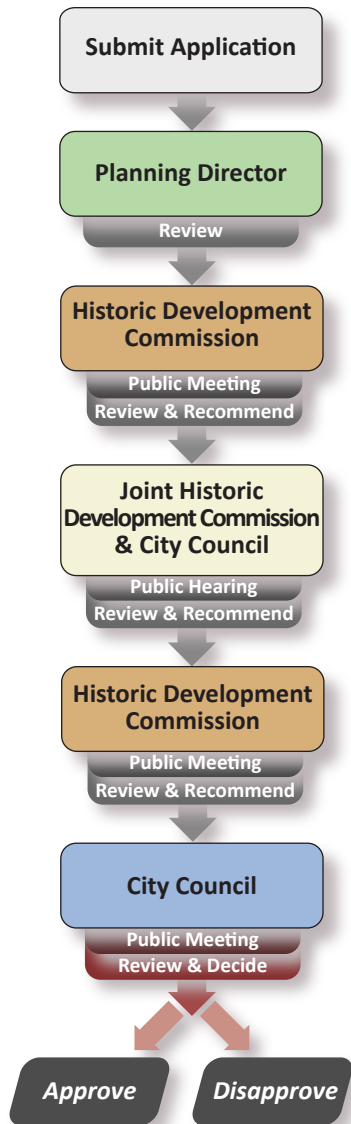 Submit Application
Planning Director
Review
Historic Development
Commission
Public Meeting
Review & Recommend
Joint Historic
Development Commission
& City Council
Public Hearing
Review & Recommend
Historic Development
Commission
Public Meeting
Review & Recommend
City Council
Public Meeting
Review & Decide
Approve
Disapprove